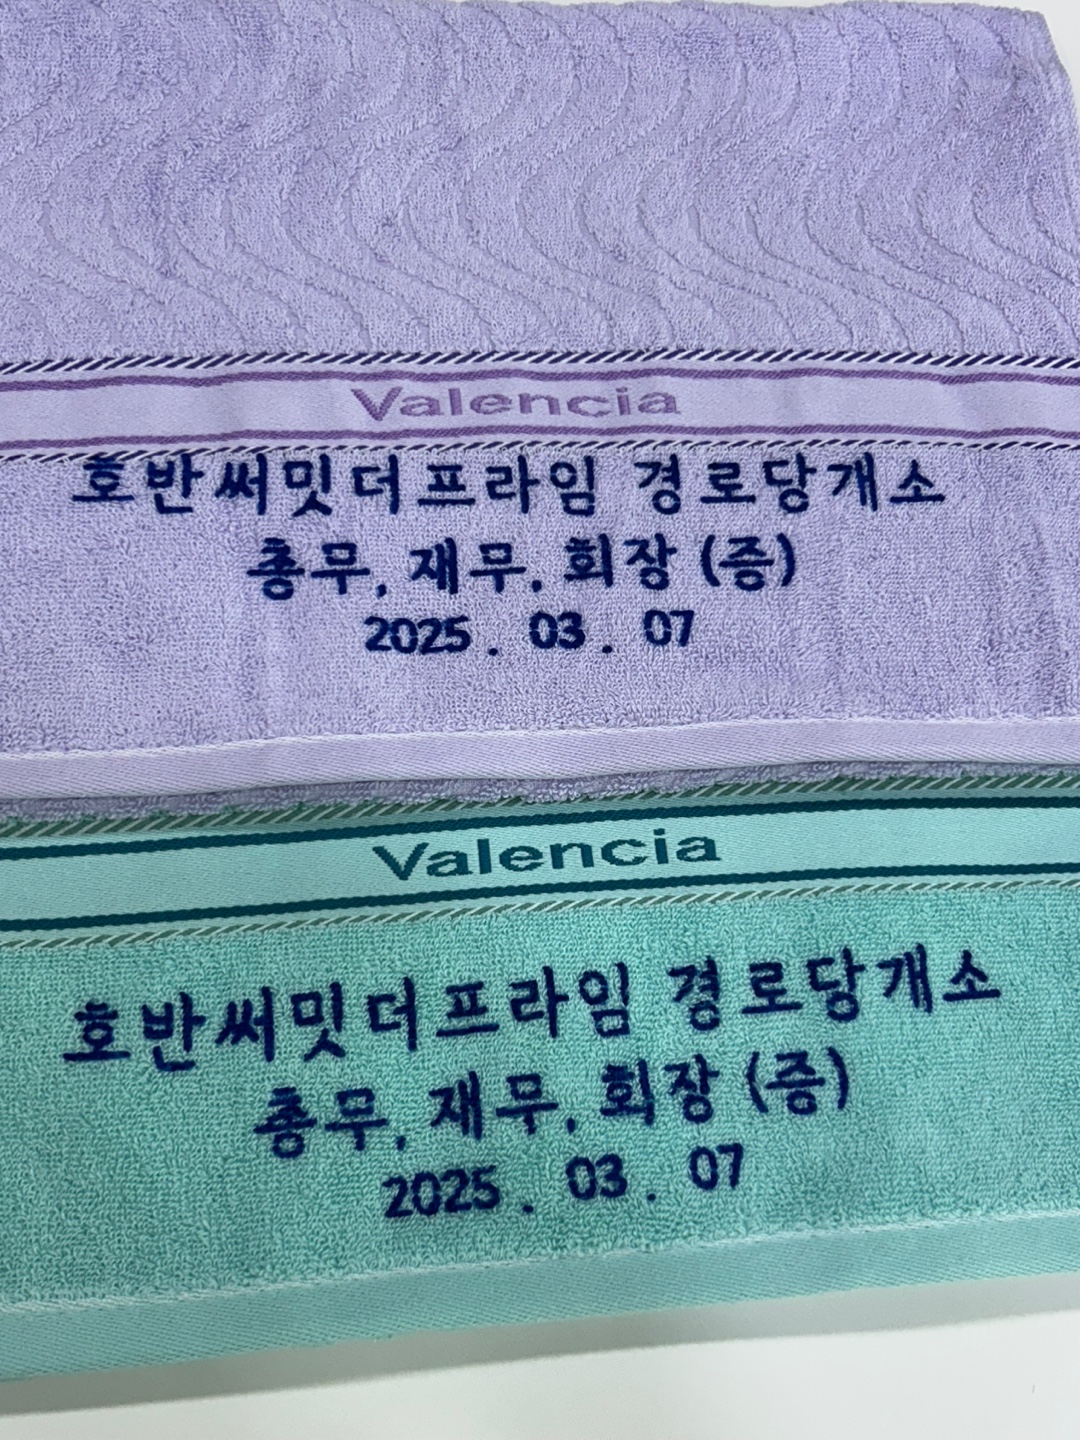 Valencia
호반써밋더프라임 경로당개소
총무, 재무, 회장 (증)
2025 . 03 . 07
Valencia
호반써밋더프라임 경로당개소
총무, 재무, 회장 (증)
2025 . 03 . 07